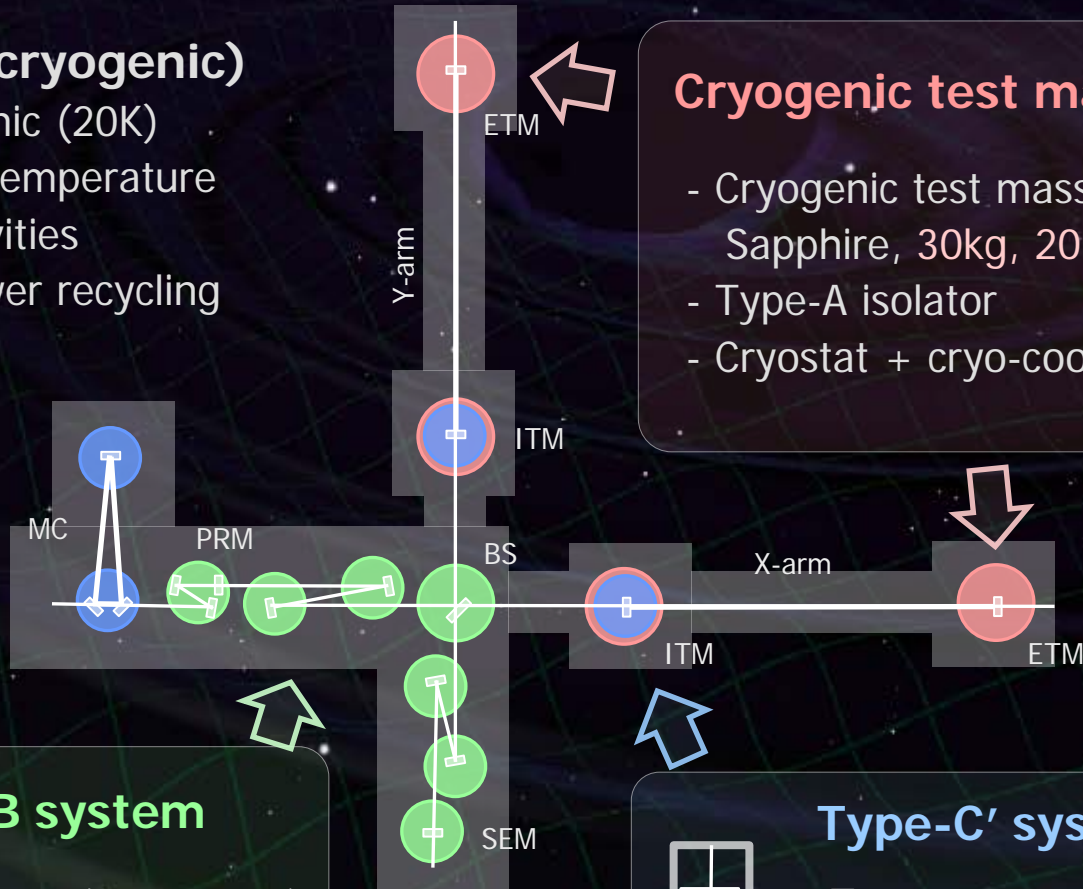 cryogenic)
nic (20K)
emperature
vities
ver recycling
ETM
Cryogenic test ma
- Cryogenic test mass
Sapphire, 30kg, 20
- Type-A isolator
- Cryostat + cryo-coo
Y-arm
ITM
MC
PRM
BS
X-arm
ITM
ETM
B system
SEM
Type-C' sys